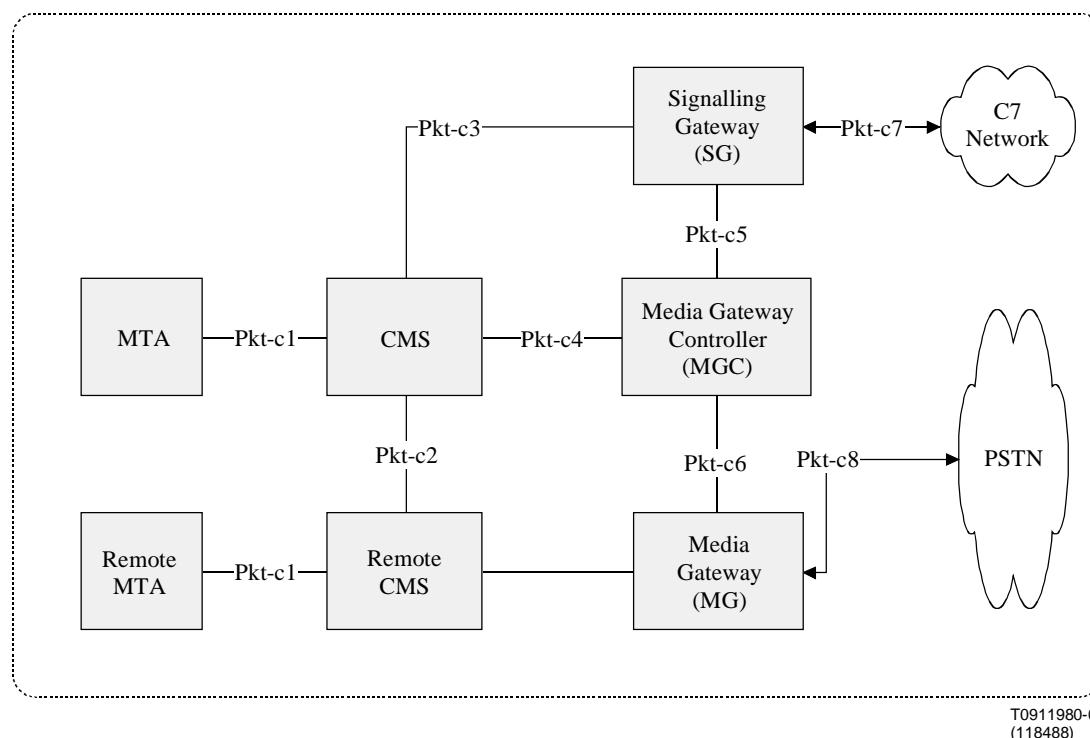 Signalling
Gateway
(SG)
C7
Network
Pkt-c3
Pkt-c7
Pkt-c5
MTA
Pkt-c1
CMS
Pkt-c4
Media Gateway
Controller
(MGC)
Pkt-c2
Pkt-c6
Pkt-c8
PSTN
Remote
MTA
Pkt-c1
Remote
CMS
Media
Gateway
(MG)
T0911980-
(118488)